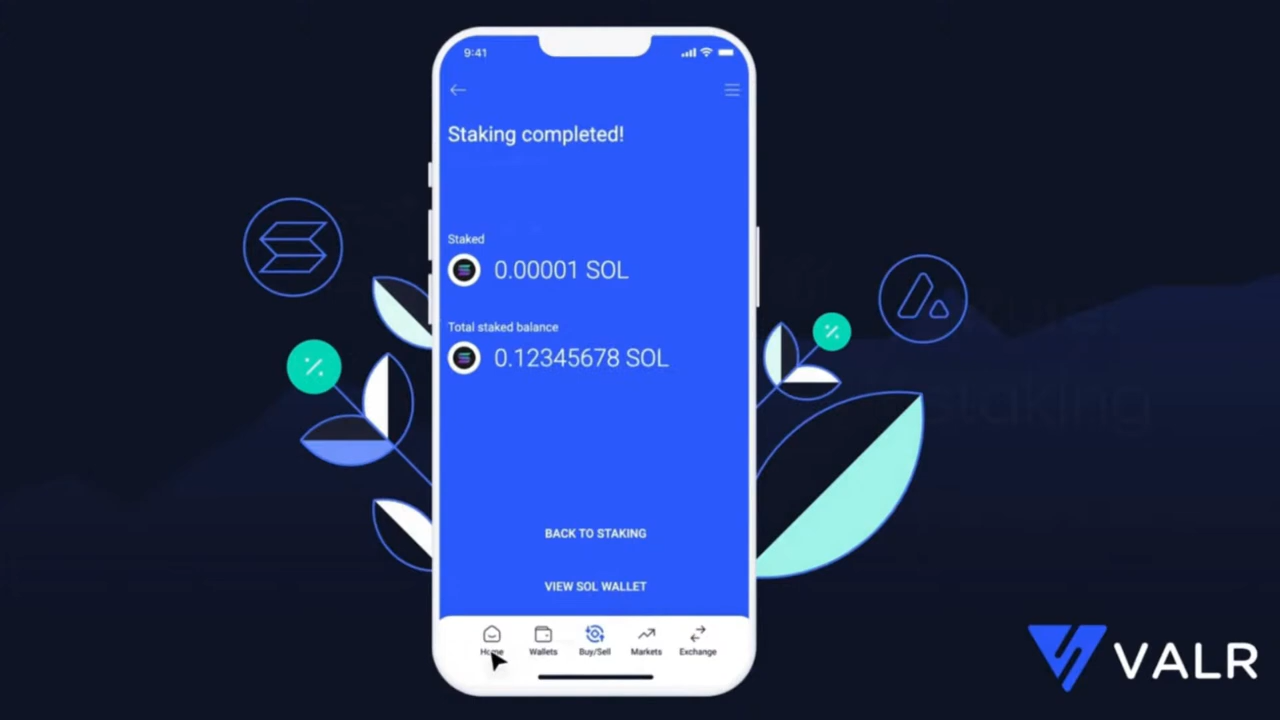 9:41
Staking completed!
Staked
0.00001 SOL
Total staked balance
0.12345678 SOL
staking
BACK TO STAKING
VIEW SOL WALLET
Home Wallets Buy/Sell Markets Exchange
VALR